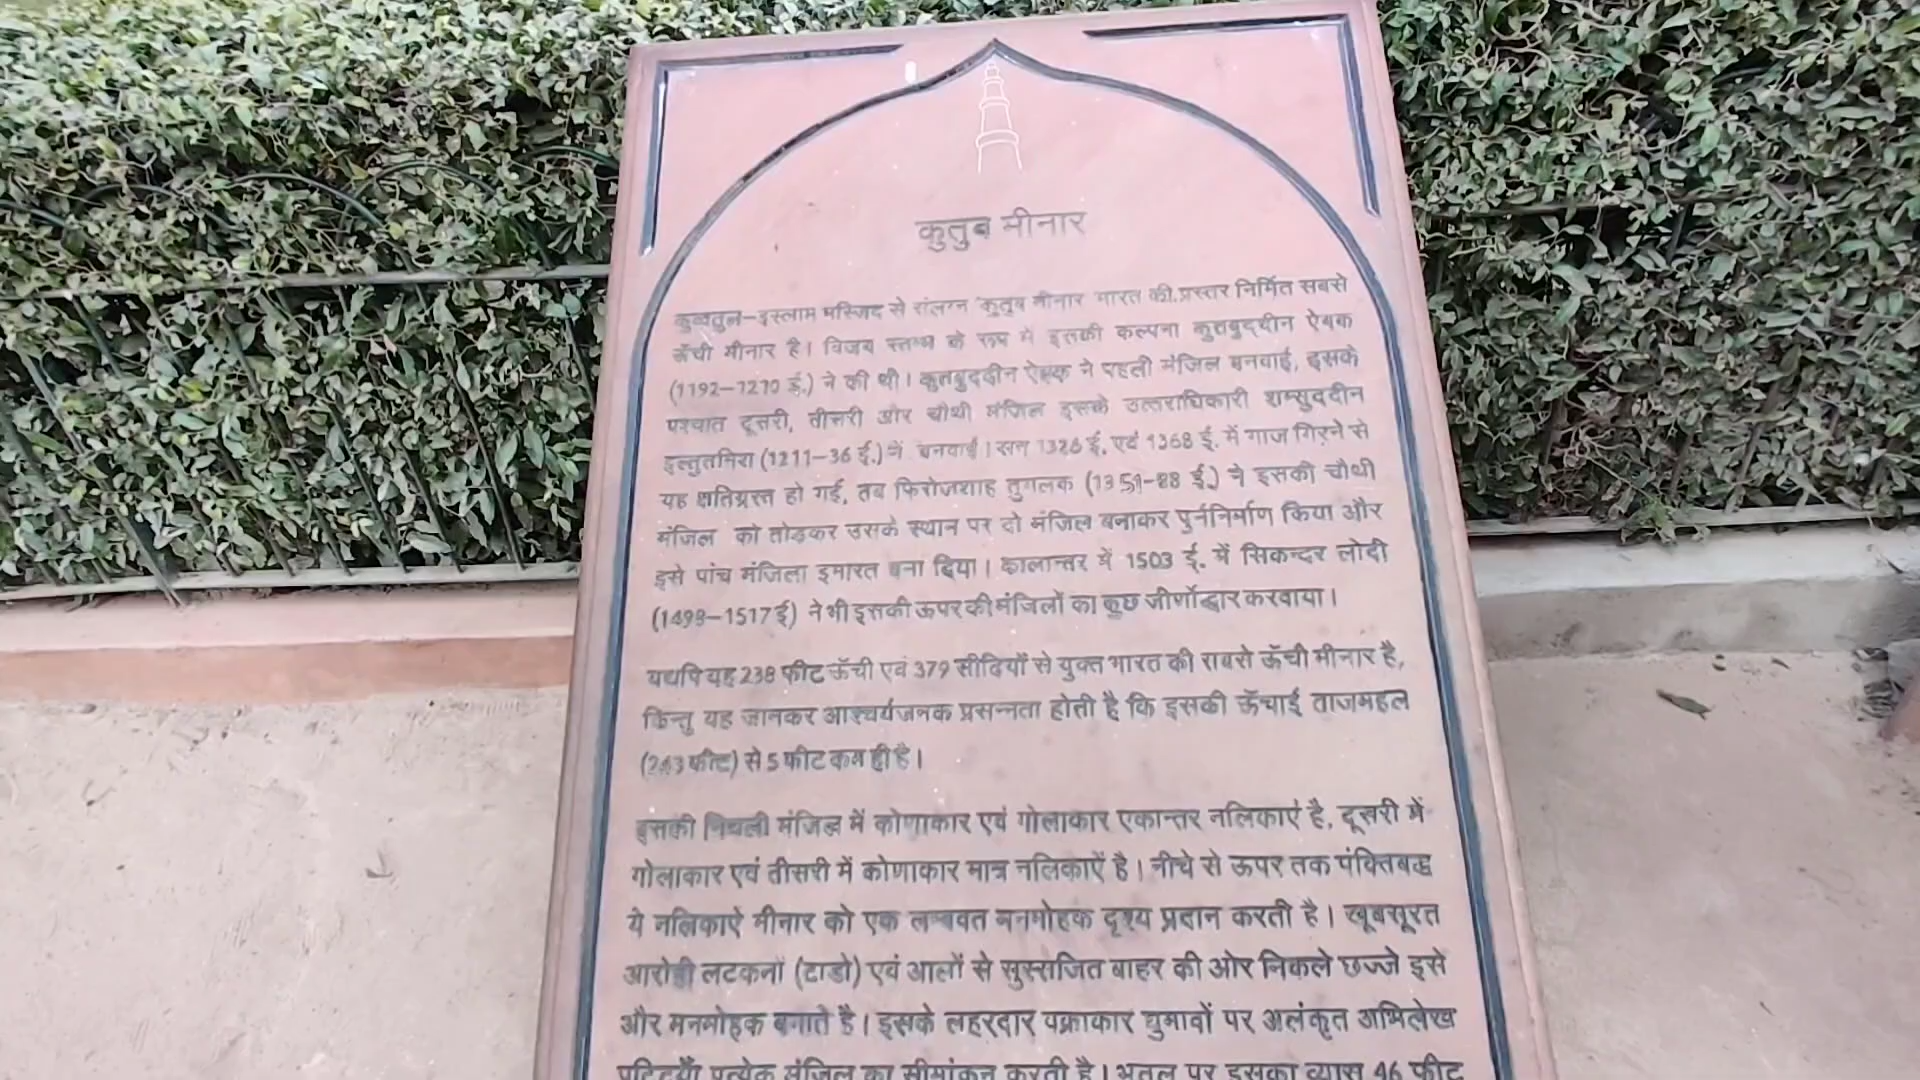 कुतुब मीनार
कुव्वतुल-इस्लाम मस्जिद से संलग्न कुतुब मीनार भारत की प्रस्तर निर्मित सबसे
ऊँची मीनार है। विजय स्तम्भ के रूप में इसकी कल्पना कुतबुद्दीन ऐबक
(1192–1210 ई.) ने की थी। कुतबुद्दीन ऐबक ने पहली मंजिल बनवाई, इसके
पश्चात दूसरी, तीसरी और चौथी मंजिल इसके उत्तराधिकारी शम्सुददीन
इल्तुतमिश (1211–36 ई.) ने बनवाई। सन 1326 ई. एवं 1368 ई. में गाज गिरने से
यह क्षतिग्रस्त हो गई, तब फिरोजशाह तुगलक (1351–88 ई.) ने इसकी चौथी
मंजिल को तोड़कर उसके स्थान पर दो मंजिल बनाकर पुर्ननिर्माण किया और
इसे पांच मंजिला इमारत बना दिया। कालान्तर में 1503 ई. में सिकन्दर लोदी
(1498–1517 ई) ने भी इसकी ऊपर की मंजिलों का कुछ जीर्णोद्धार करवाया।
यद्यपि यह 238 फीट ऊँची एवं 379 सीढियों से युक्त भारत की सबसे ऊँची मीनार है,
किन्तु यह जानकर आश्चर्यजनक प्रसन्नता होती है कि इसकी ऊँचाई ताजमहल
(243 फीट) से 5 फीट कम ही है।
इसकी निचली मंजिल में कोणाकार एवं गोलाकार एकान्तर नलिकाएं है, दूसरी में
गोलाकार एवं तीसरी में कोणाकार मात्र नलिकाऐं है। नीचे से ऊपर तक पंक्तिबद्ध
ये नलिकाऐ मीनार को एक लम्बवत मनमोहक दृश्य प्रदान करती है। खूबसूरत
आरोही लटकनों (टाडो) एवं आलों से सुसज्जित बाहर की ओर निकले छज्जे इसे
और मनमोहक बनाते है। इसके लहरदार वक्राकार घुमावों पर अलंकृत अभिलेख
पट्टियाँ प्रत्येक मंजिल का सीमांकन करती है। भूतल पर इसका व्यास 46 फीट